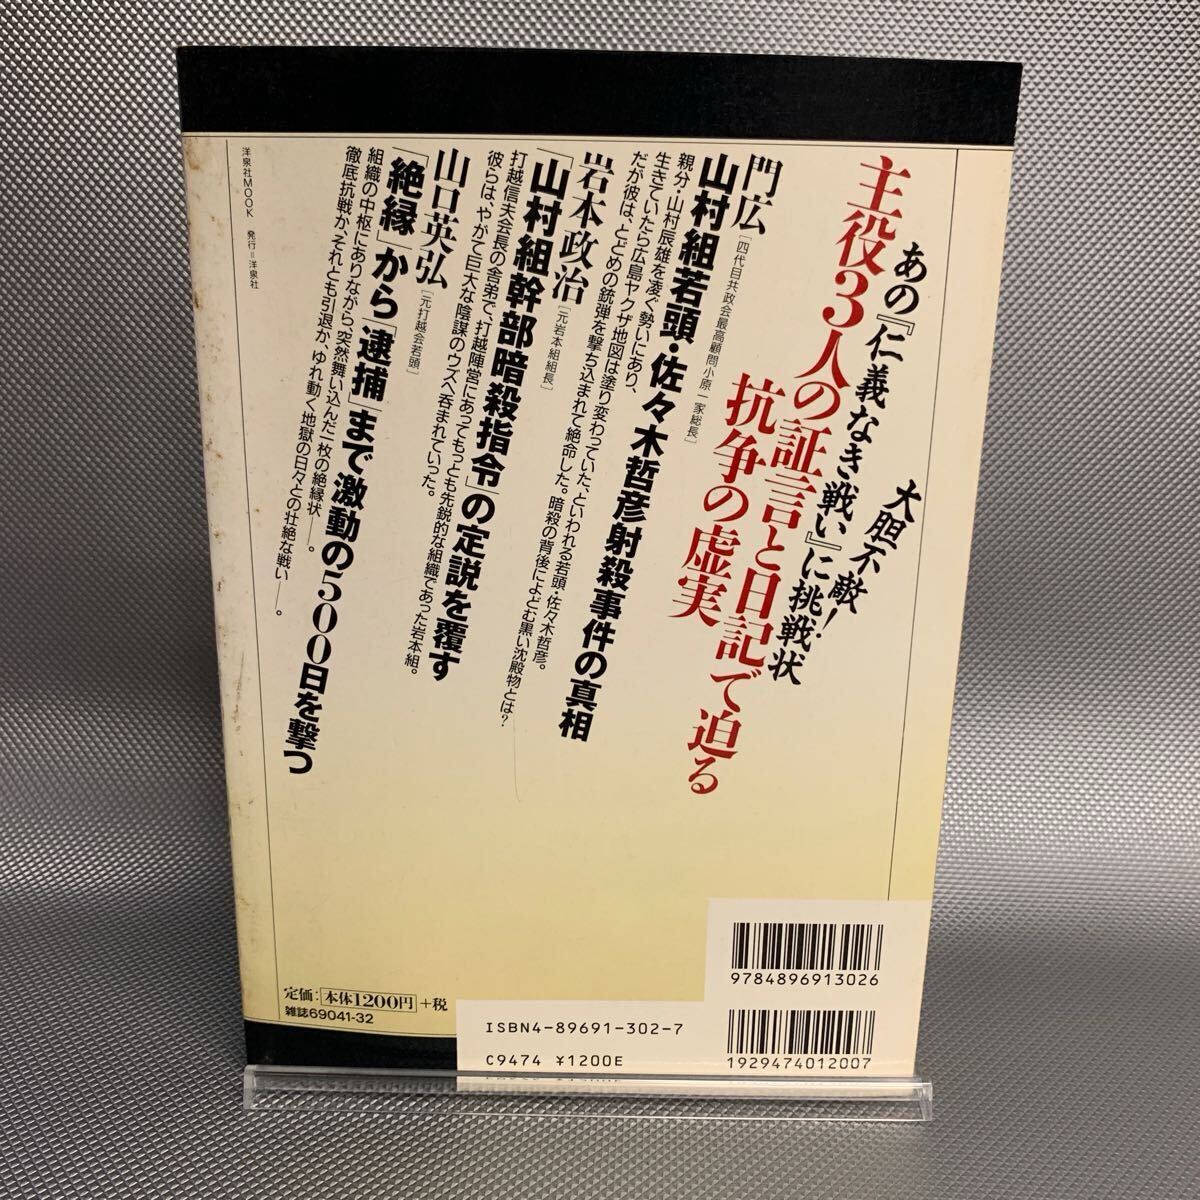 大胆不敵!
あの『仁義なき戦い』に挑戦状
主役3人の証言と日記で迫る
抗争の虚実
門広［四代目共政会最高顧問小原一家総長］
山村組若頭・佐々木哲彦射殺事件の真相
親分・山村辰雄を凌ぐ勢いにあり、
生きていたら広島ヤクザ地図は塗り変わっていた、といわれる若頭・佐々木哲彦。
だが彼は、とどめの銃弾を撃ち込まれて絶命した。暗殺の背後によどむ黒い沈殿物とは?
岩本政治［元岩本組組長］
「山村組幹部暗殺指令」の定説を覆す
打越信夫会長の舎弟で、打越陣営にあってもっとも先鋭的な組織であった岩本組。
彼らは、やがて巨大な陰謀のウズへ呑まれていった。
山口英弘［元打越会若頭］
「絶縁」から「逮捕」まで激動の500日を撃つ
組織の中枢にありながら、突然舞い込んだ一枚の絶縁状──。
徹底抗戦か、それとも引退か、ゆれ動く地獄の日々との壮絶な戦い──。
洋泉社MOOK 発行=洋泉社
9784896913026
定価:本体1200円+税
雑誌69041-32
ISBN4-89691-302-7
C9474 ¥1200E
1929474012007